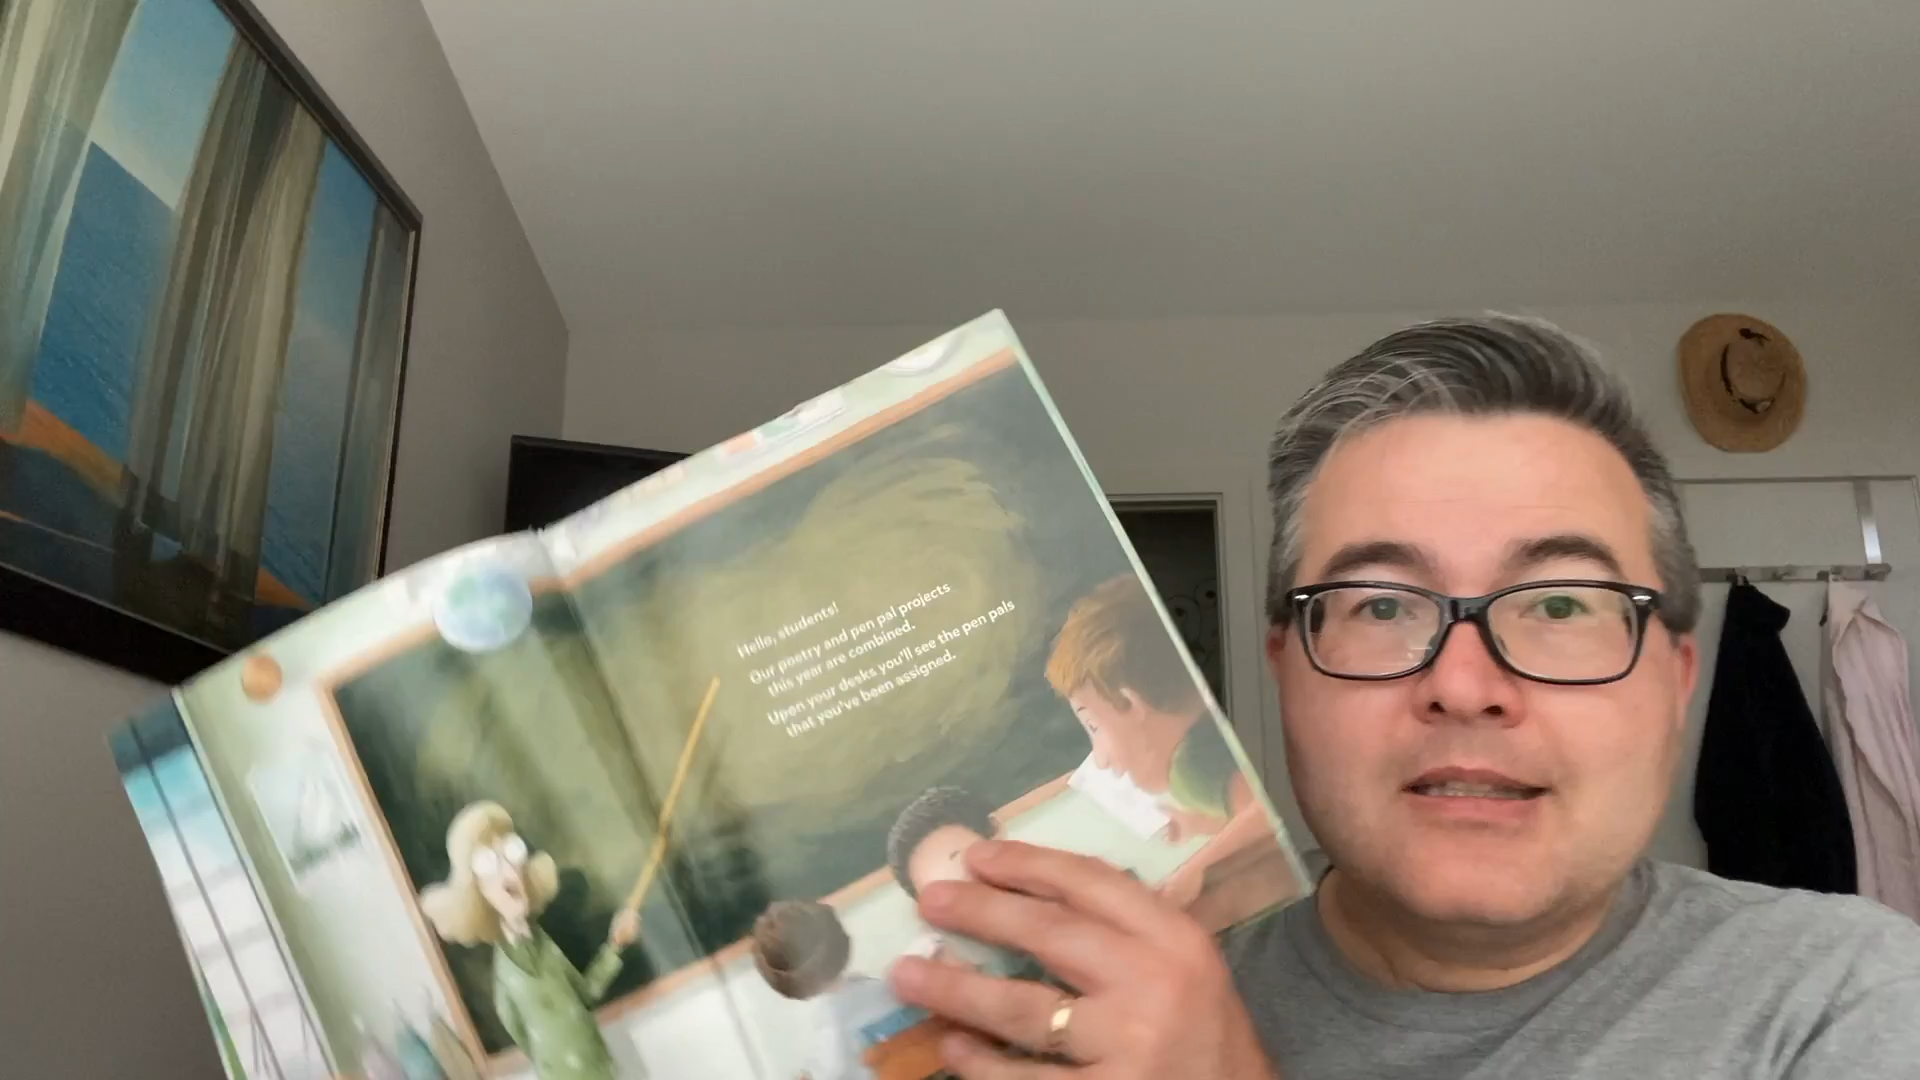 Hello, students!
Our poetry and pen pal projects
this year are combined.
Upon your desks you'll see the pen pals
that you've been assigned.